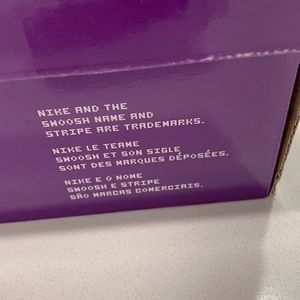 NIKE AND THE
SWOOSH NAME AND
STRIPE ARE TRADEMARKS.
NIKE LE TEAME
SWOOSH ET SON SIGLE
SONT DES MARQUES DÉPOSÉES.
NIKE E O NOME
SWOOSH E STRIPE
SÃO MARCAS COMERCIAIS.